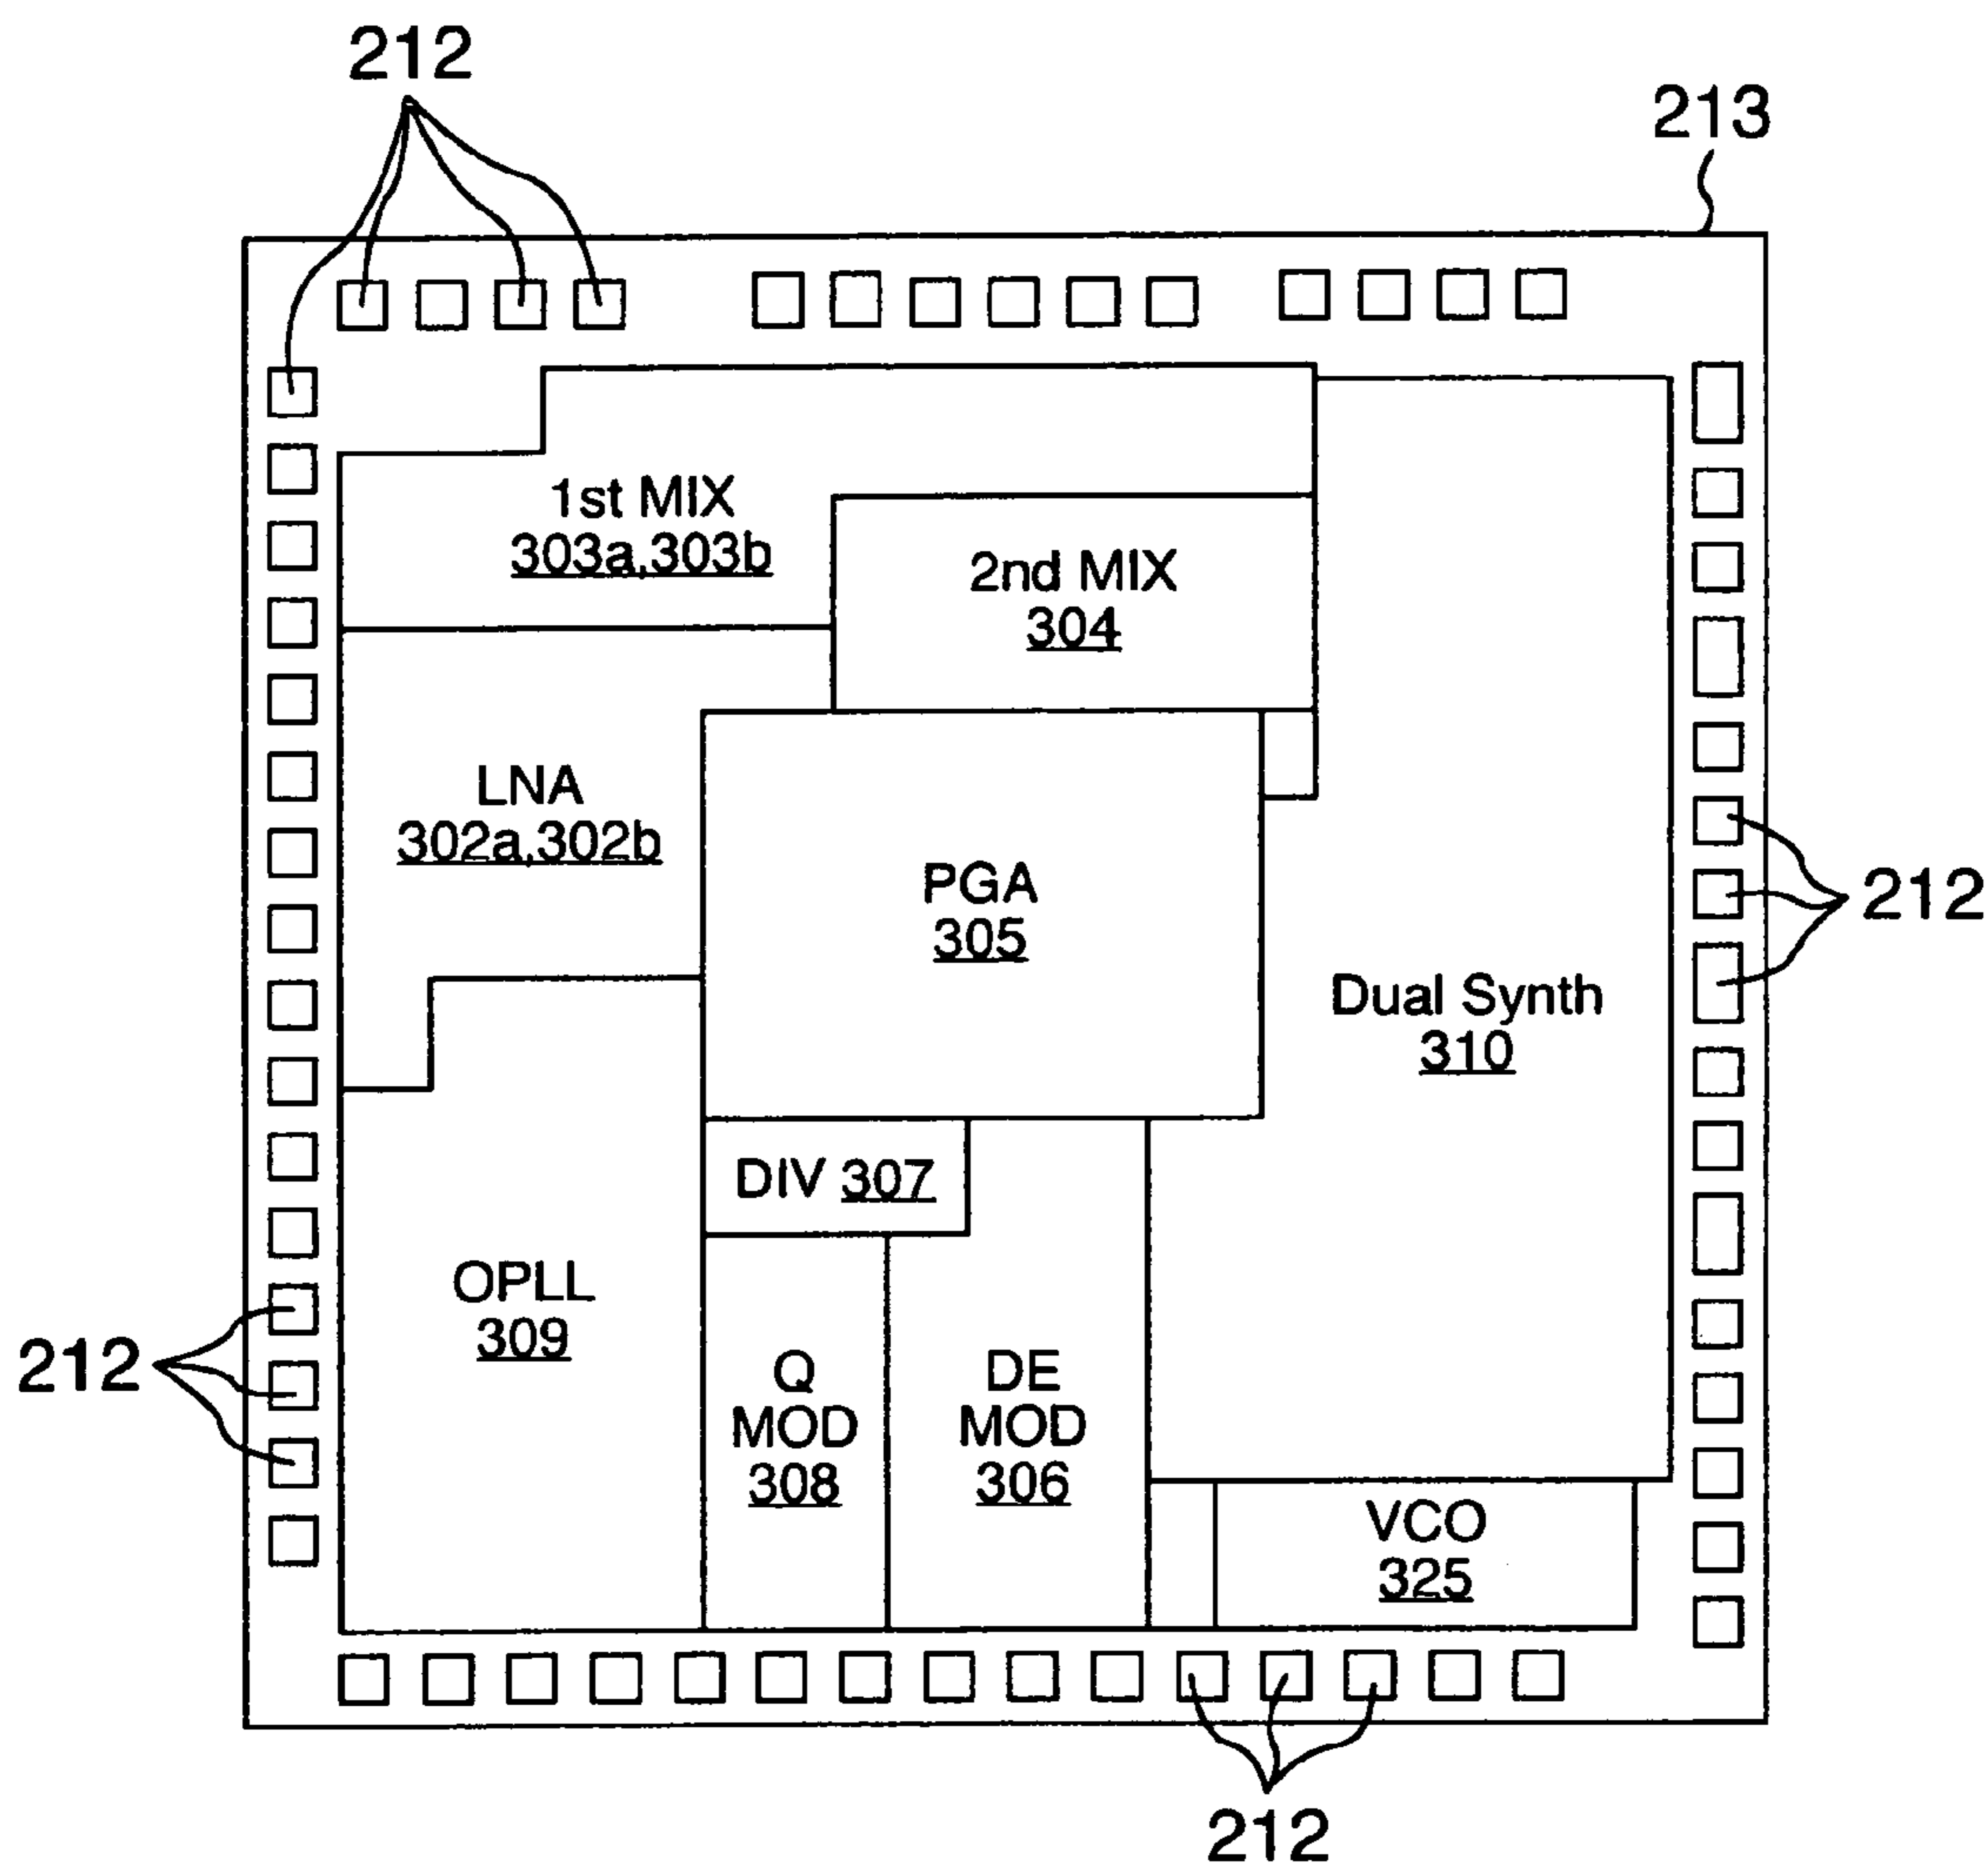 212
213
1st MIX
303a,303b
2nd MIX
304
LNA
302a,302b
PGA
305
212
Dual Synth
310
DIV 307
OPLL
309
212
Q
MOD
308
DE
MOD
306
VCO
325
212